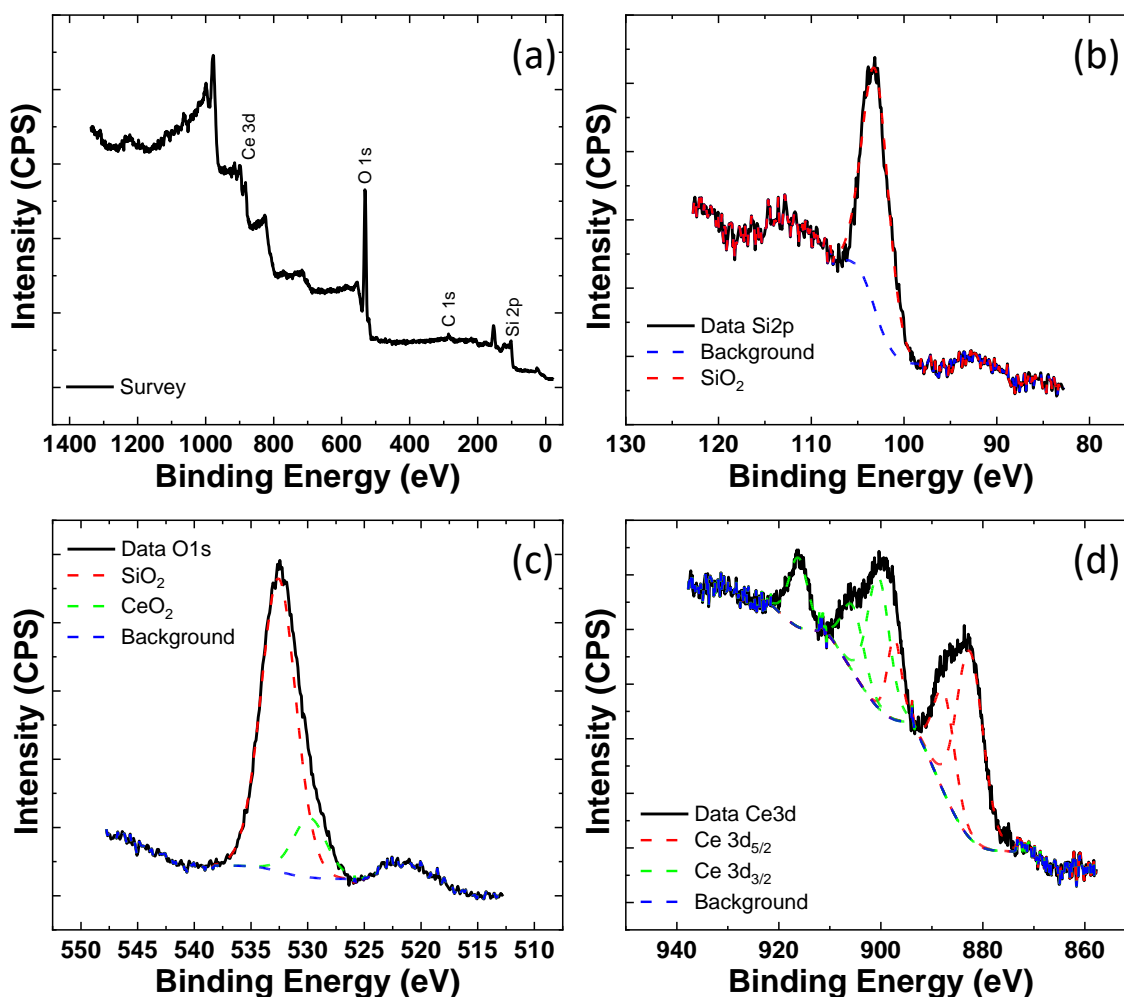 (a)
Ce 3d
O 1s
C 1s
Si 2p
Survey
Intensity (CPS)
1400 1200 1000 800 600 400 200 0
Binding Energy (eV)
(b)
Data Si2p
Background
SiO₂
Intensity (CPS)
130 120 110 100 90 80
Binding Energy (eV)
(c)
Data O1s
SiO₂
CeO₂
Background
Intensity (CPS)
550 545 540 535 530 525 520 515 510
Binding Energy (eV)
(d)
Data Ce3d
Ce 3d₅/₂
Ce 3d₃/₂
Background
Intensity (CPS)
940 920 900 880 860
Binding Energy (eV)